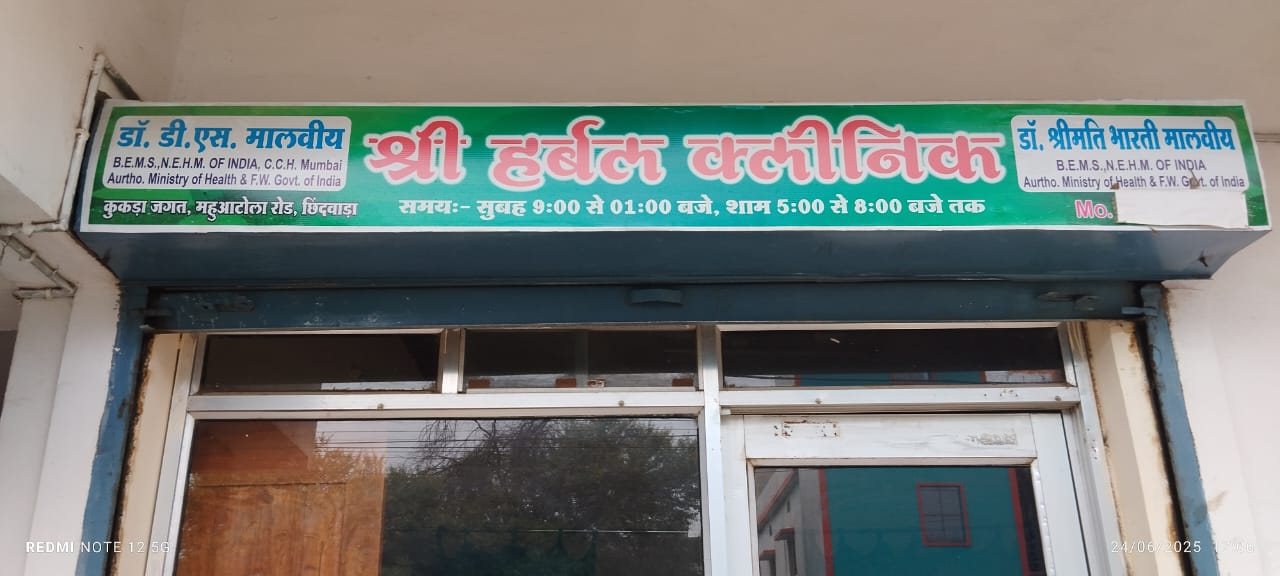 डॉ. डी.एस. मालवीय
B.E.M.S.,N.E.H.M. OF INDIA, C.C.H. Mumbai
Aurtho. Ministry of Health & F.W. Govt. of India
कुकड़ा जगत, महुआटोला रोड, छिंदवाड़ा
श्री हर्बल क्लीनिक
समयः- सुबह 9:00 से 01:00 बजे, शाम 5:00 से 8:00 बजे तक
डॉ. श्रीमति भारती मालवीय
B.E.M.S.,N.E.H.M. OF INDIA
Aurtho. Ministry of Health & F.W. Govt. of India
Mo.
REDMI NOTE 12 5G
24/06/2025